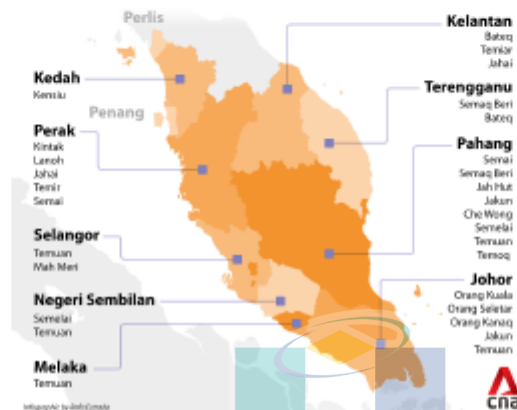 Perlis
Kedah
Kensiu
Penang
Perak
Kintak
Lanoh
Jahai
Temir
Semai
Selangor
Temuan
Mah Meri
Negeri Sembilan
Semelai
Temuan
Melaka
Temuan
Kelantan
Bateq
Temiar
Jahai
Terengganu
Semaq Beri
Bateq
Pahang
Semai
Semaq Beri
Jah Hut
Jakun
Che Wong
Semelai
Temuan
Temoq
Johor
Orang Kuala
Orang Seletar
Orang Kanaq
Jakun
Temuan
cna